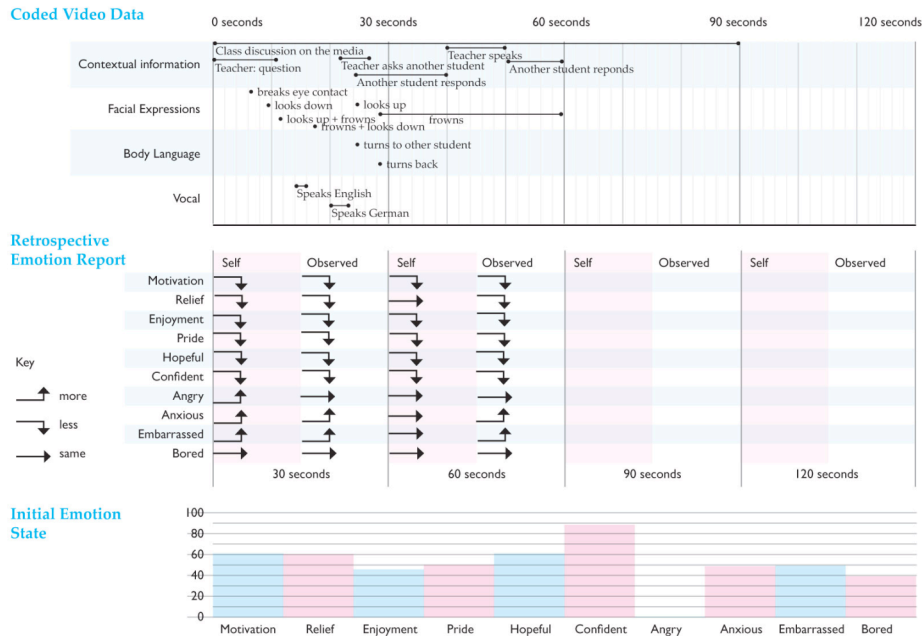 Coded Video Data
0 seconds 30 seconds 60 seconds 90 seconds 120 seconds
Contextual information
Class discussion on the media
Teacher: question
Teacher asks another student
Another student responds
Teacher speaks
Another student reponds
Facial Expressions
breaks eye contact
looks down
looks up + frowns
frowns + looks down
looks up
frowns
Body Language
turns to other student
turns back
Vocal
Speaks English
Speaks German
Retrospective
Emotion Report
Self Observed Self Observed Self Observed Self Observed
Motivation
Relief
Enjoyment
Pride
Hopeful
Confident
Angry
Anxious
Embarrassed
Bored
Key
more
less
same
30 seconds 60 seconds 90 seconds 120 seconds
Initial Emotion
State
100
80
60
40
20
0
Motivation Relief Enjoyment Pride Hopeful Confident Angry Anxious Embarrassed Bored